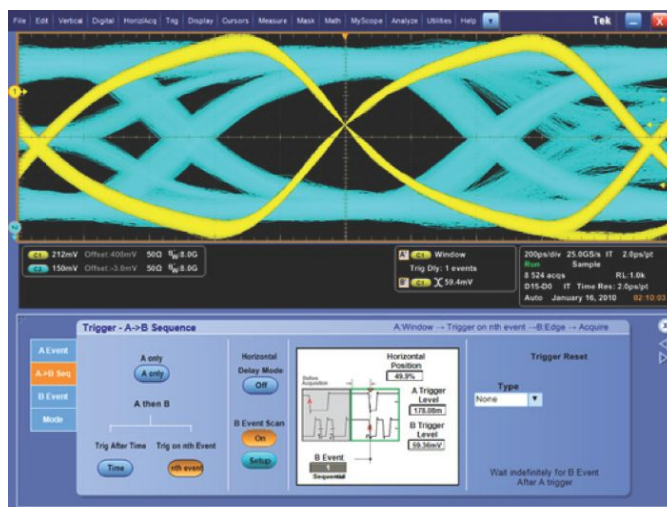 File Edit Vertical Digital Horiz/Acq Trig Display Cursors Measure Mask Math MyScope Analyze Utilities Help Tek X
C1 212mV Offset:400mV 50Ω BW:8.0G
C2 150mV Offset:-3.0mV 50Ω BW:8.0G
A' C1 Window
Trig Dly: 1 events
B' C1 59.4mV
200ps/div 25.0GS/s IT 2.0ps/pt
Run Sample
8 524 acqs RL:1.0k
D15-D0 IT Time Res: 2.0ps/pt
Auto January 16, 2010 02:10:03
Trigger - A->B Sequence
A:Window → Trigger on nth event →B:Edge → Acquire
A Event
A->B Seq
B Event
Mode
A only
A only
A then B
Trig After Time Trig on nth Event
Time nth event
Horizontal
Delay Mode
Off
B Event Scan
On
Setup
Before
Acquisition
Horizontal
Position
49.9%
A Trigger
Level
178.08m
B Trigger
Level
59.36mV
B Event
1
Sequential
Trigger Reset
Type
None
Wait indefinitely for B Event
After A trigger